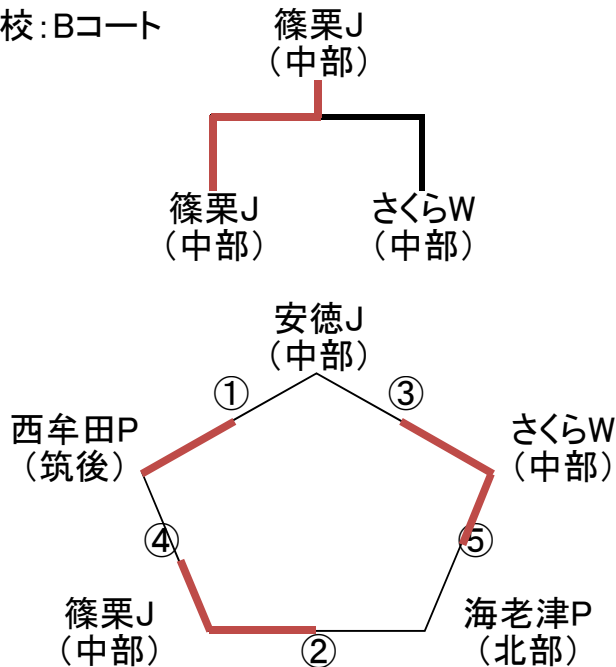 校：Bコート
篠栗J
（中部）
篠栗J
（中部）
さくらW
（中部）
安徳J
（中部）
①
③
西牟田P
（筑後）
さくらW
（中部）
④
⑤
篠栗J
（中部）
②
海老津P
（北部）